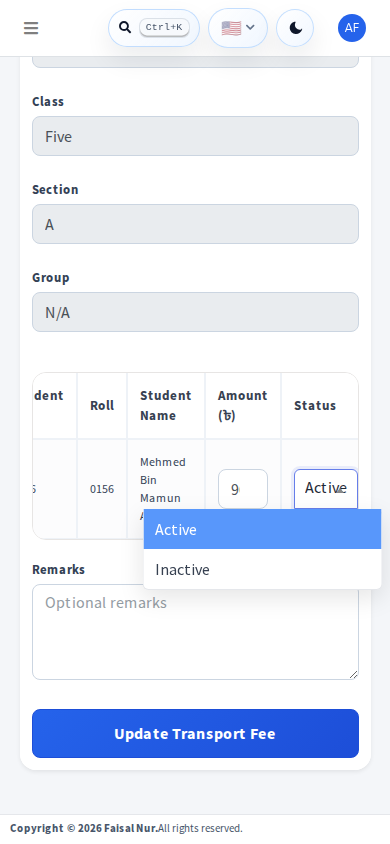 Ctrl+K
AF
Class
Five
Section
A
Group
N/A
dent
Roll
Student
Name
Amount
(৳)
Status
0156
Mehmed
Bin
Mamun
9
Active
Active
Inactive
Remarks
Optional remarks
Update Transport Fee
Copyright © 2026 Faisal Nur.All rights reserved.